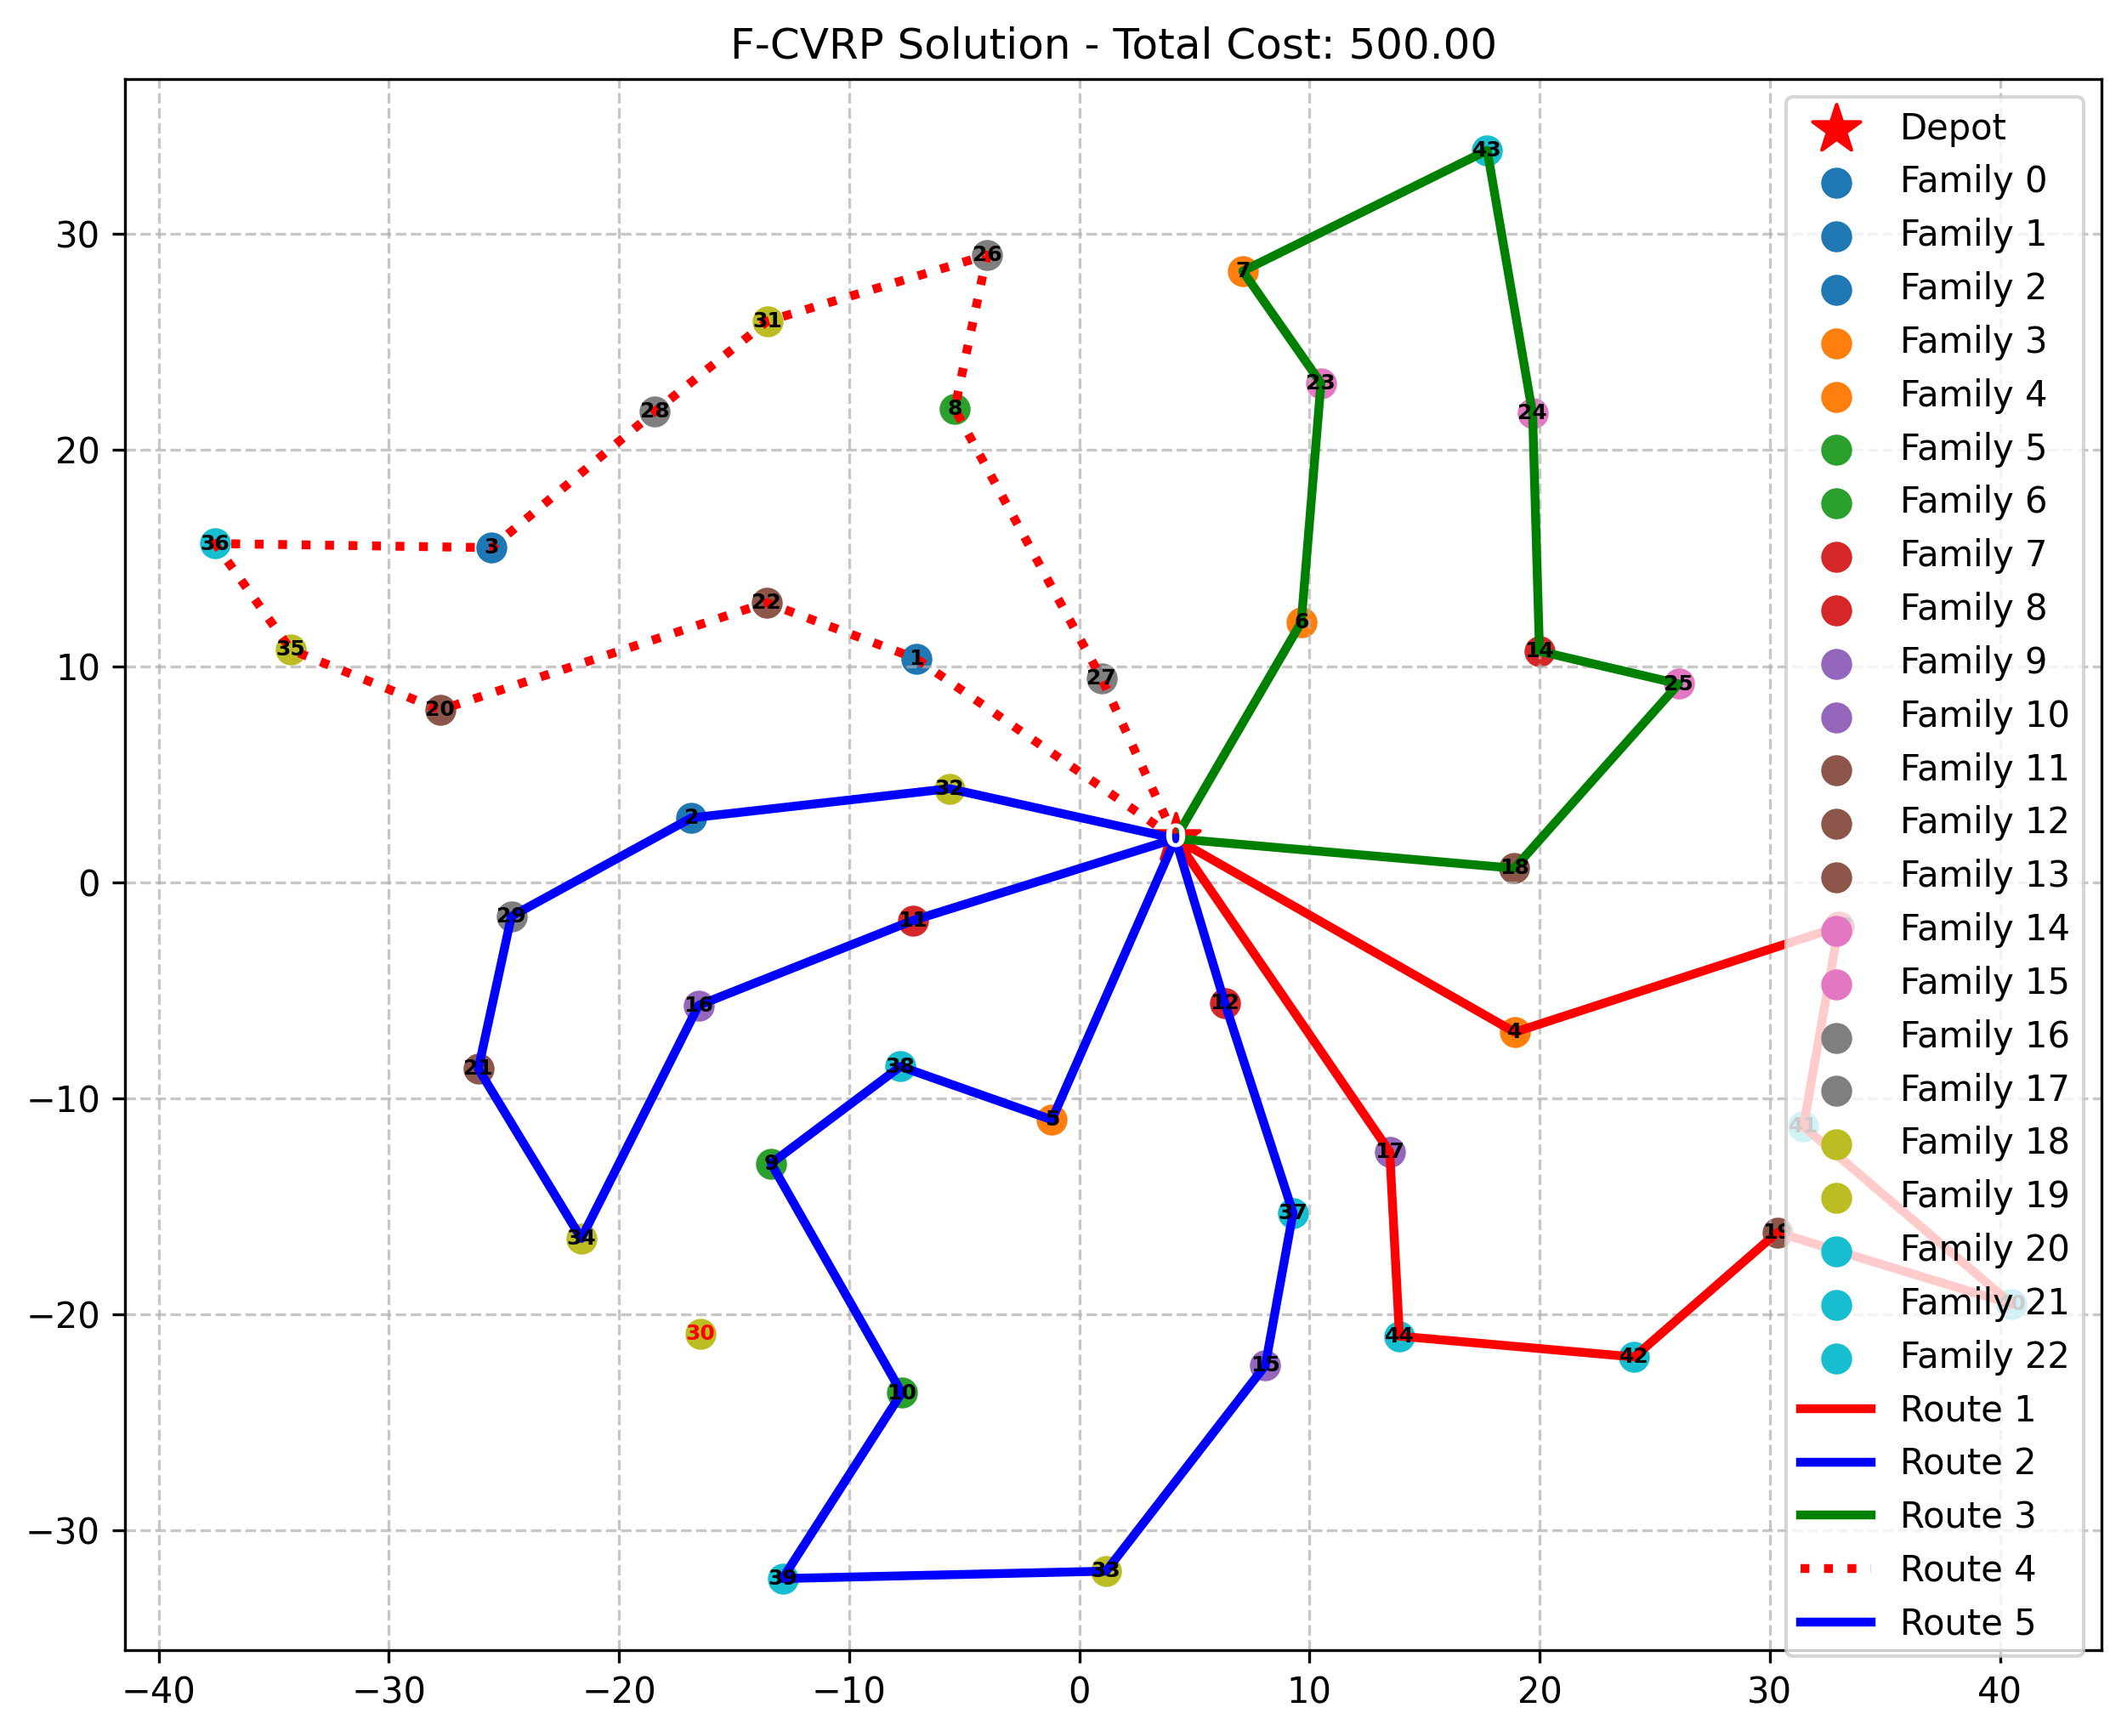 F-CVRP Solution - Total Cost: 500.00
Depot
Family 0
Family 1
Family 2
Family 3
Family 4
Family 5
Family 6
Family 7
Family 8
Family 9
Family 10
Family 11
Family 12
Family 13
Family 14
Family 15
Family 16
Family 17
Family 18
Family 19
Family 20
Family 21
Family 22
Route 1
Route 2
Route 3
Route 4
Route 5
30
20
10
0
−10
−20
−30
43
26
7
31
23
8
24
28
36
3
22
6
35
1
14
27
25
20
32
2
0
18
29
11
16
12
4
21
38
5
41
17
9
37
19
34
30
44
42
15
10
33
39
−40
−30
−20
−10
0
10
20
30
40